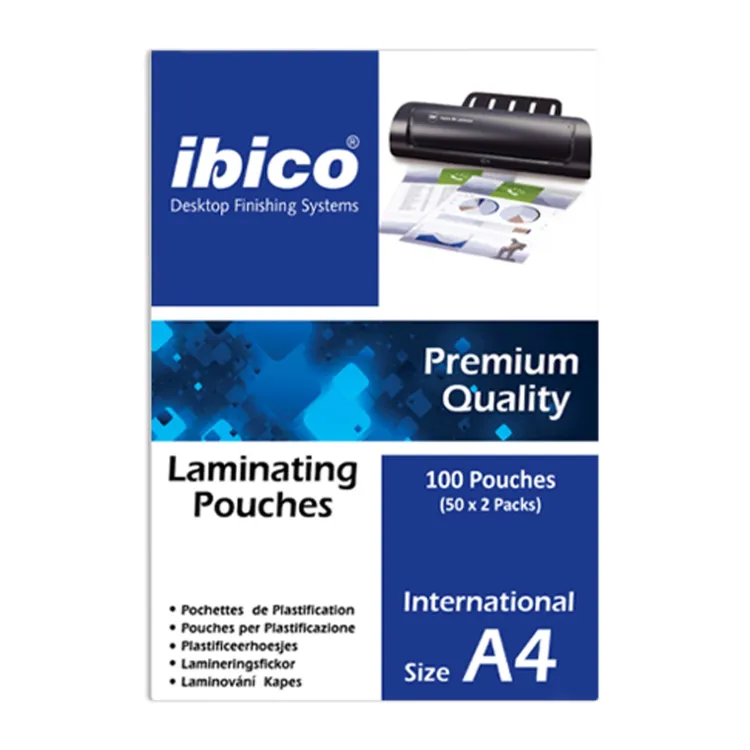 ibico®
Desktop Finishing Systems
Premium
Quality
Laminating
Pouches
• Pochettes de Plastification
• Pouches per Plastificazione
• Plastificeerhoesjes
• Lamineringsfickor
• Laminování Kapes
100 Pouches
(50 x 2 Packs)
International
Size A4